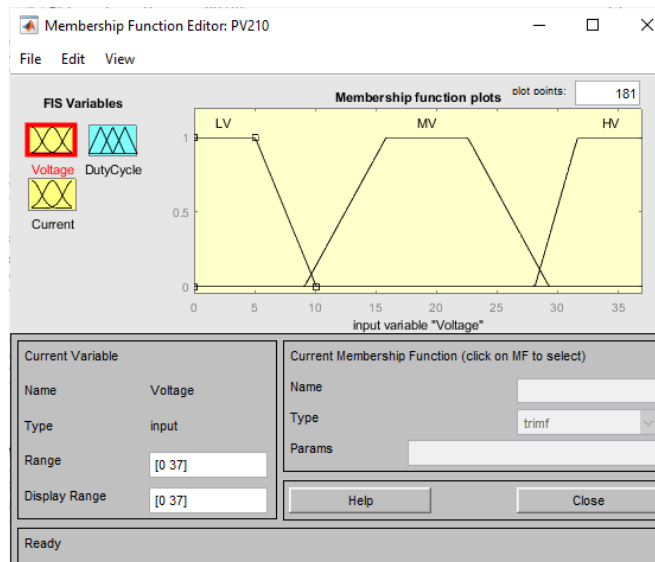 Membership Function Editor: PV210
File Edit View
FIS Variables
Voltage DutyCycle
Current
Membership function plots plot points: 181
LV MV HV
1
0.5
0
0 5 10 15 20 25 30 35
input variable "Voltage"
Current Variable
Name Voltage
Type input
Range [0 37]
Display Range [0 37]
Current Membership Function (click on MF to select)
Name
Type trimf
Params
Help Close
Ready